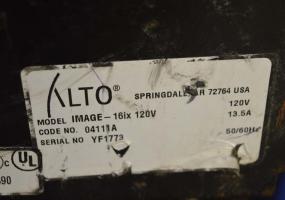 ALTO®
SPRINGDALE, AR 72764 USA
MODEL IMAGE-16ix 120V
120V
CODE NO. 04111A
13.5A
SERIAL NO YF1773
50/60Hz
c UL
390